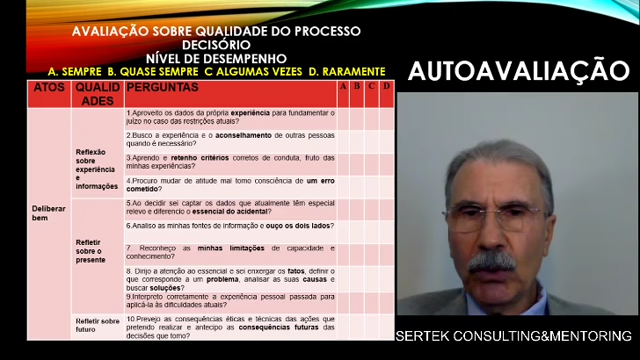 AVALIAÇÃO SOBRE QUALIDADE DO PROCESSO
DECISÓRIO
NÍVEL DE DESEMPENHO
A. SEMPRE B. QUASE SEMPRE C ALGUMAS VEZES D. RARAMENTE
AUTOAVALIAÇÃO
ATOS QUALID PERGUNTAS A B C D
ADES
Deliberar
bem
Reflexão
sobre
experiência
e
informações
1.Aproveito os dados da própria experiência para fundamentar o
juízo no caso das restrições atuais?
2.Busco a experiência e o aconselhamento de outras pessoas
quando é necessário?
3.Aprendo e retenho critérios corretos de conduta, fruto das
minhas experiências?
4.Procuro mudar de atitude mal tomo consciência de um erro
cometido?
Refletir
sobre o
presente
5.Ao decidir sei captar os dados que atualmente têm especial
relevo e diferencio o essencial do acidental?
6.Analiso as minhas fontes de informação e ouço os dois lados?
7. Reconheço as minhas limitações de capacidade e
conhecimento?
8. Dirijo a atenção ao essencial e sei enxergar os fatos, definir o
que corresponde a um problema, analisar as suas causas e
buscar soluções?
9.Interpreto corretamente a experiência pessoal passada para
aplicá-la às dificuldades atuais?
Refletir sobre
futuro
10.Prevejo as consequências éticas e técnicas das ações que
pretendo realizar e antecipo as consequências futuras das
decisões que tomo?
SERTEK CONSULTING&MENTORING